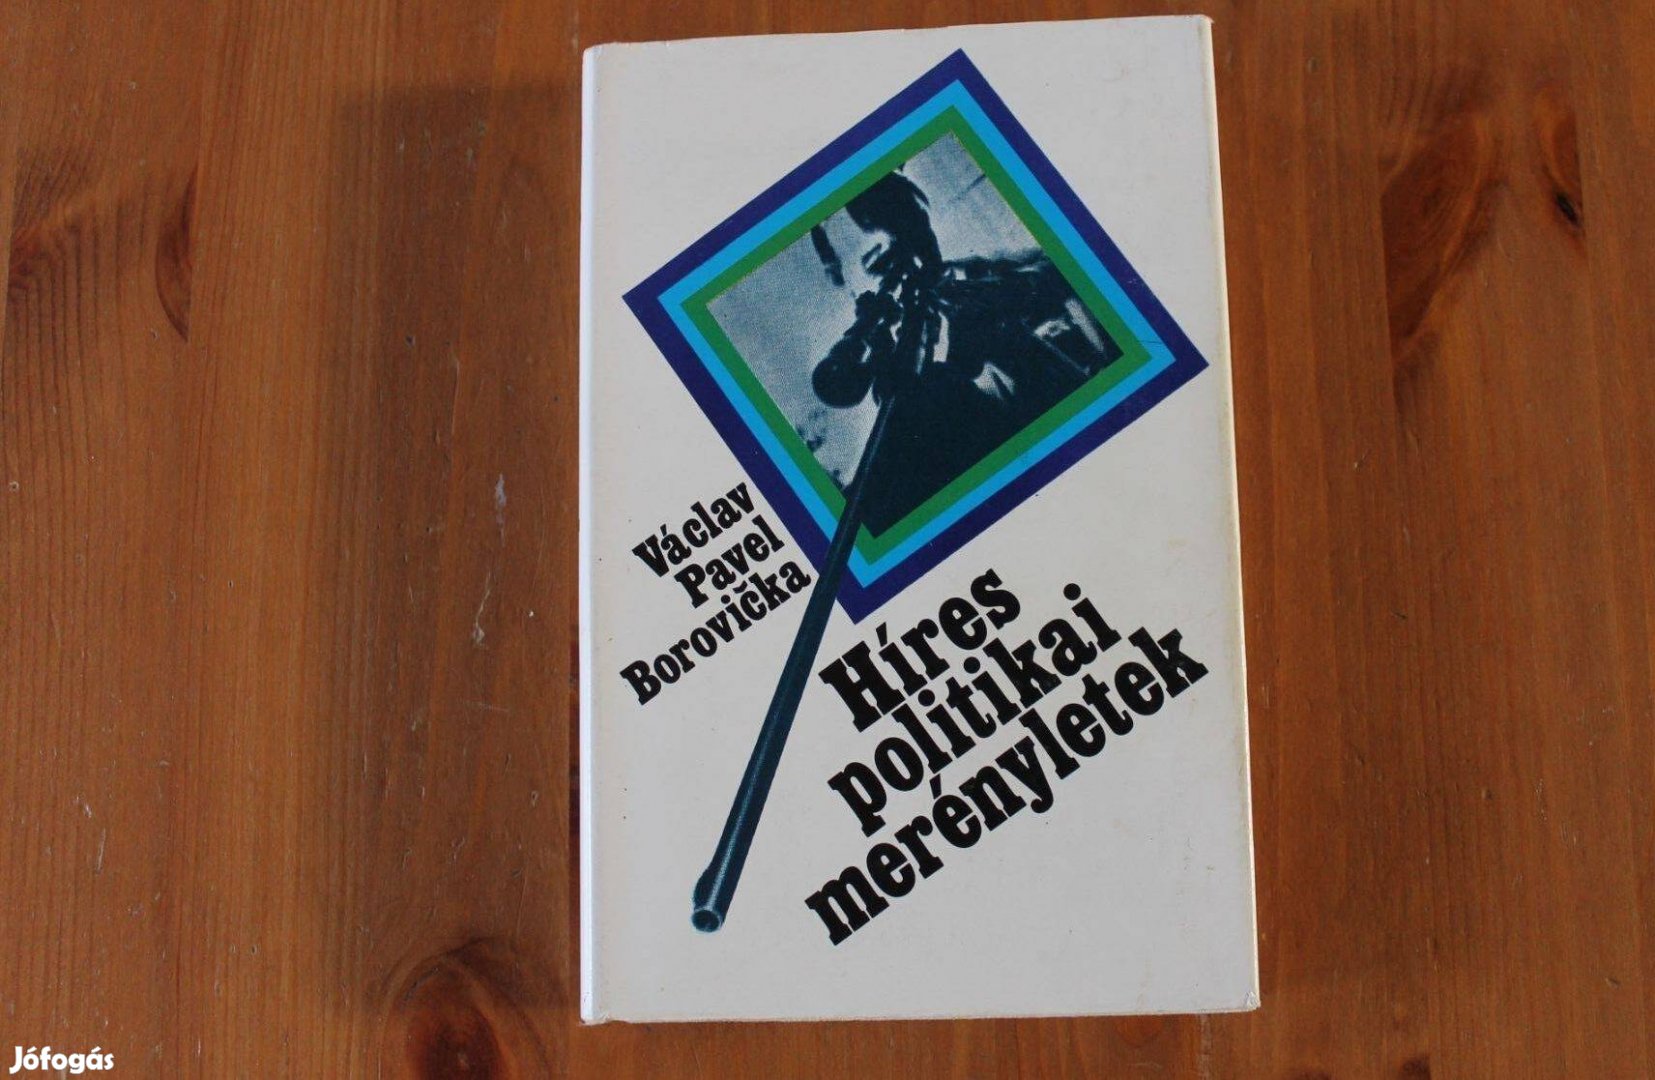 Václav
Pavel
Borovička
Híres
politikai
merényletek
Jófogás